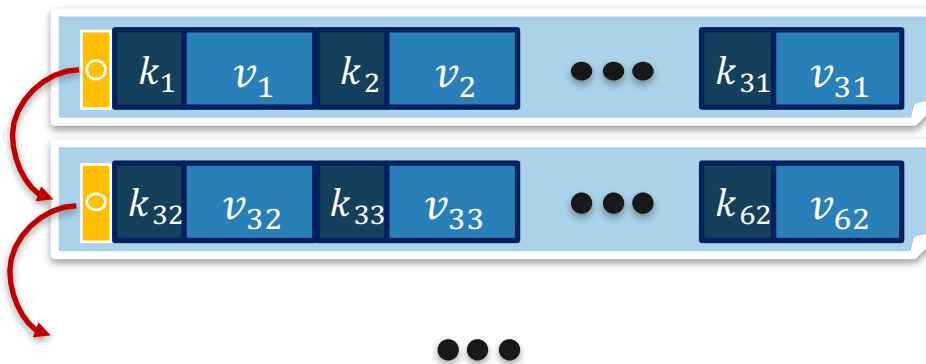 k₁ v₁ k₂ v₂ ••• k₃₁ v₃₁
k₃₂ v₃₂ k₃₃ v₃₃ ••• k₆₂ v₆₂
•••